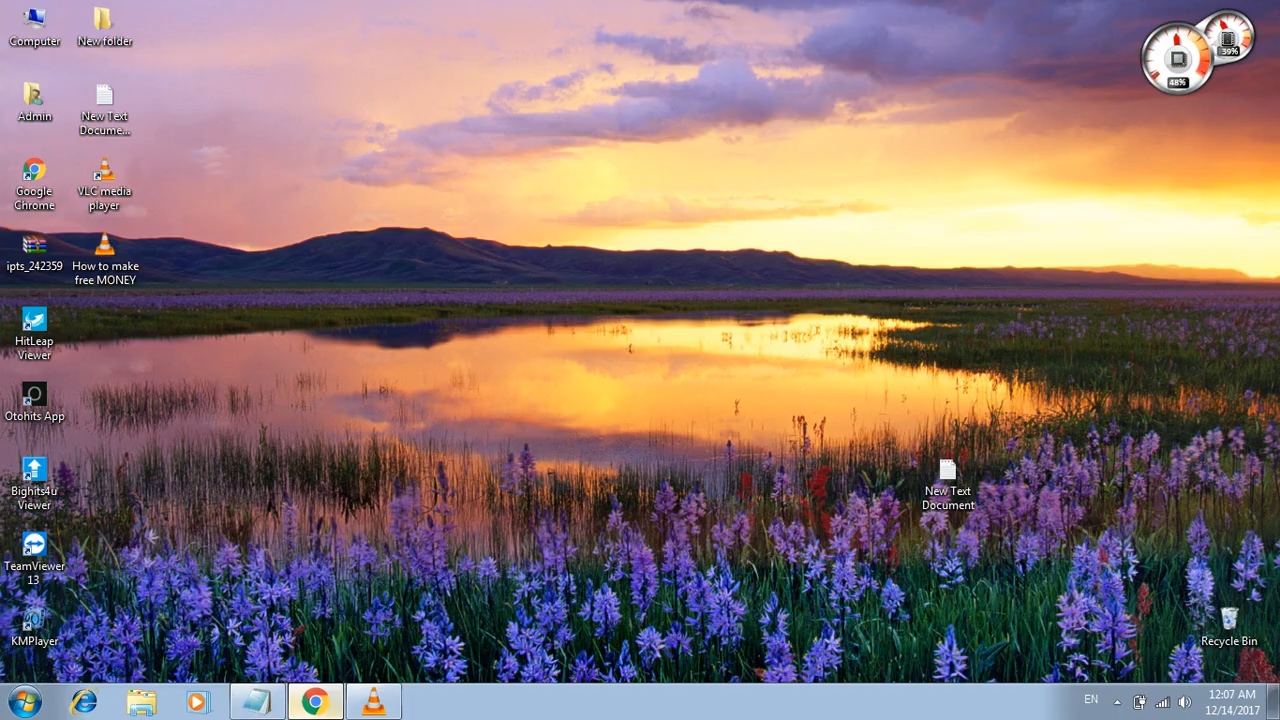 Computer
New folder
48%
39%
Admin
New Text
Docume...
Google
Chrome
VLC media
player
ipts_242359
How to make
free MONEY
HitLeap
Viewer
Otohits App
Bighits4u
Viewer
New Text
Document
TeamViewer
13
KMPlayer
Recycle Bin
EN
12:07 AM
12/14/2017